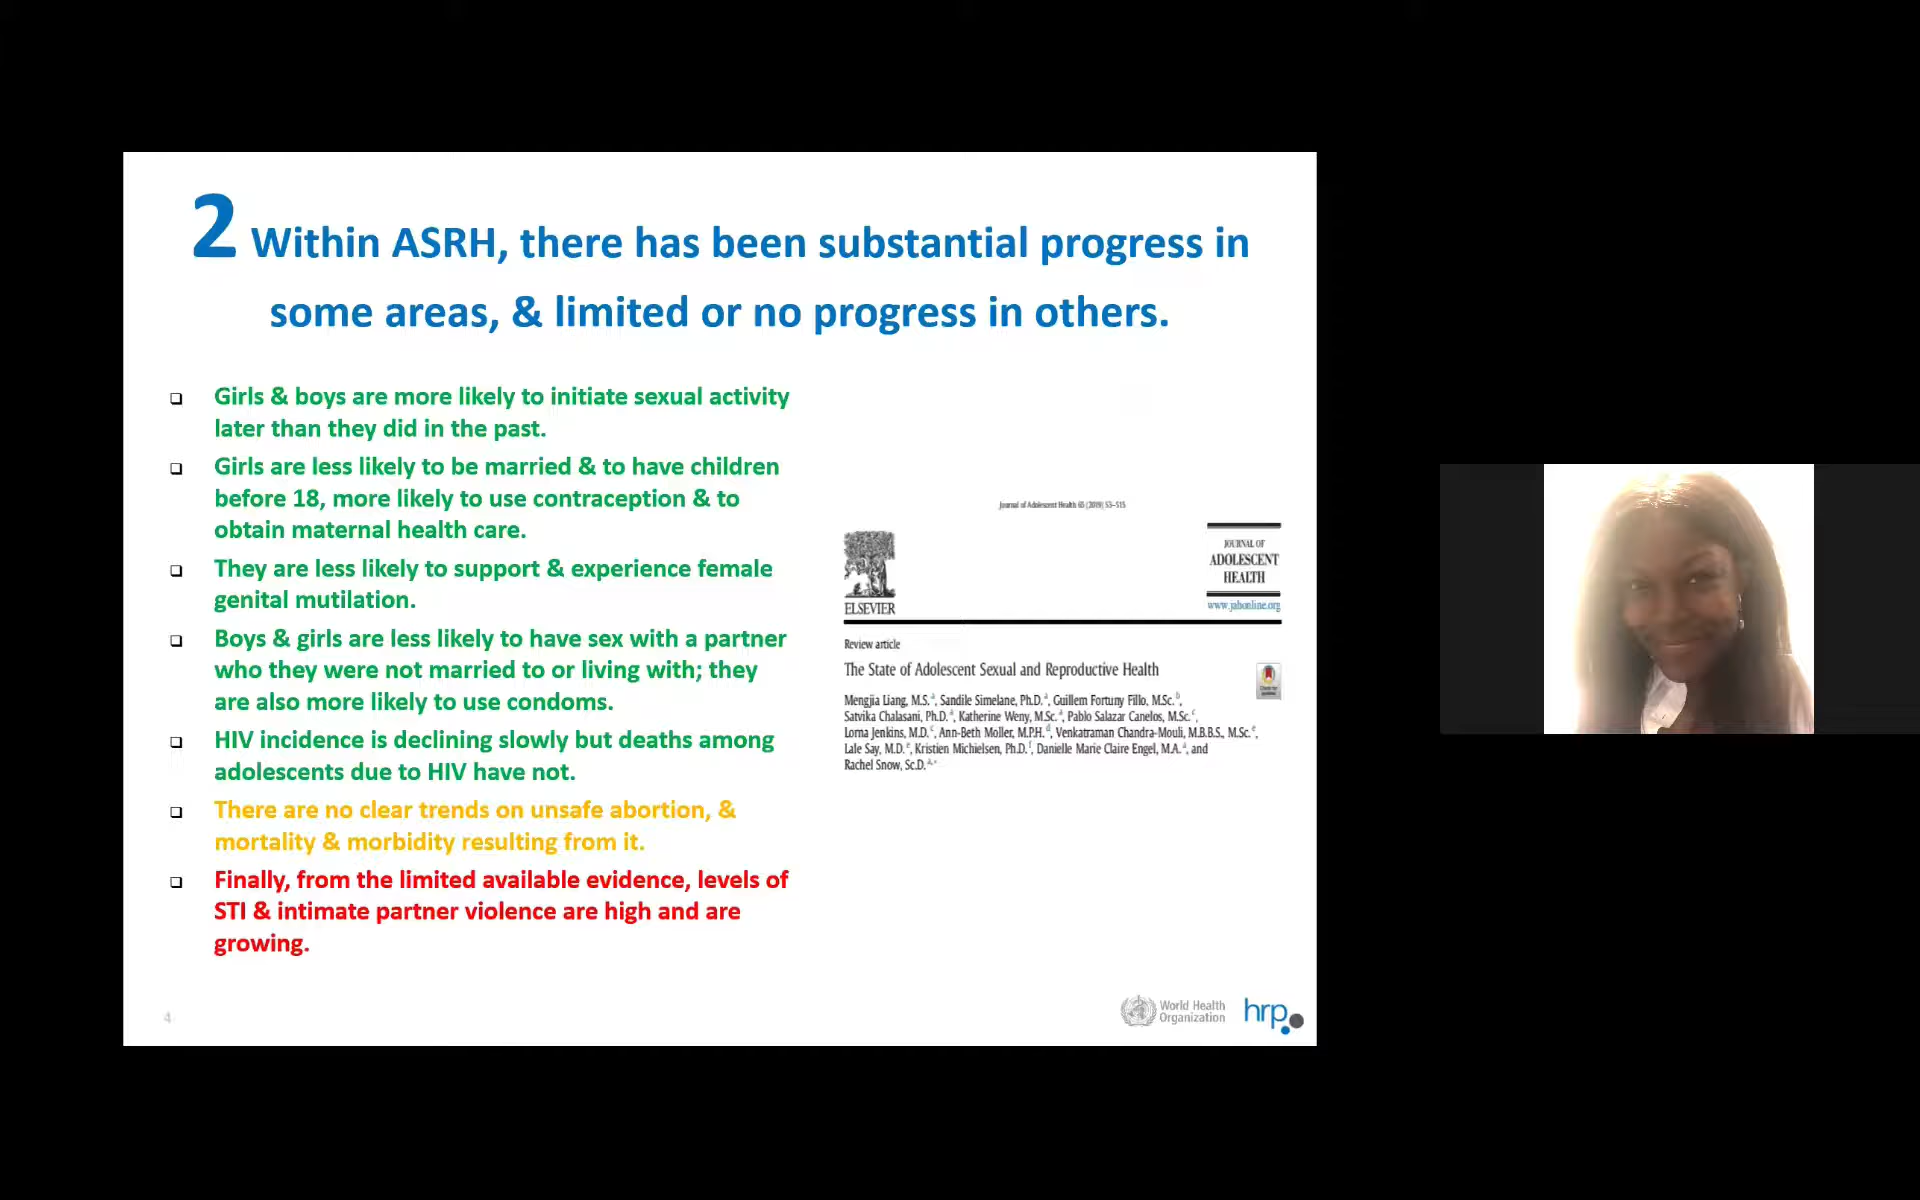 2 Within ASRH, there has been substantial progress in
some areas, & limited or no progress in others.
Girls & boys are more likely to initiate sexual activity
later than they did in the past.
Girls are less likely to be married & to have children
before 18, more likely to use contraception & to
obtain maternal health care.
They are less likely to support & experience female
genital mutilation.
Boys & girls are less likely to have sex with a partner
who they were not married to or living with; they
are also more likely to use condoms.
HIV incidence is declining slowly but deaths among
adolescents due to HIV have not.
There are no clear trends on unsafe abortion, &
mortality & morbidity resulting from it.
Finally, from the limited available evidence, levels of
STI & intimate partner violence are high and are
growing.
Journal of Adolescent Health 65 (2019) S3–S15
ELSEVIER
JOURNAL OF
ADOLESCENT
HEALTH
www.jahonline.org
Review article
The State of Adolescent Sexual and Reproductive Health
Mengjia Liang, M.S. a, Sandile Simelane, Ph.D. a, Guillem Fortuny Fillo, M.Sc. b,
Satvika Chalasani, Ph.D. a, Katherine Weny, M.Sc. a, Pablo Salazar Canelos, M.Sc. c,
Lorna Jenkins, M.D. c, Ann-Beth Moller, M.P.H. d, Venkatraman Chandra-Mouli, M.B.B.S., M.Sc. e,
Lale Say, M.D. e, Kristien Michielsen, Ph.D. f, Danielle Marie Claire Engel, M.A. a, and
Rachel Snow, Sc.D. a,*
4
World Health
Organization
hrp